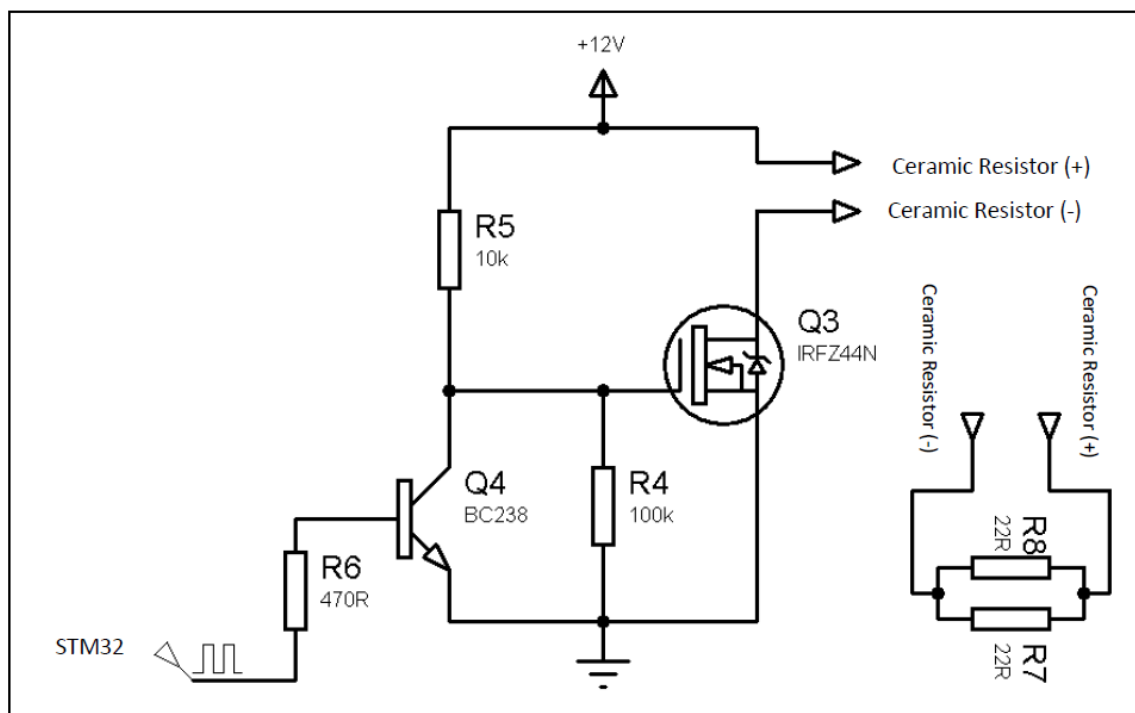 +12V
Ceramic Resistor (+)
Ceramic Resistor (-)
R5
10k
Q3
IRFZ44N
Ceramic Resistor (-)
Ceramic Resistor (+)
Q4
BC238
R4
100k
R6
470R
R8
22R
R7
22R
STM32